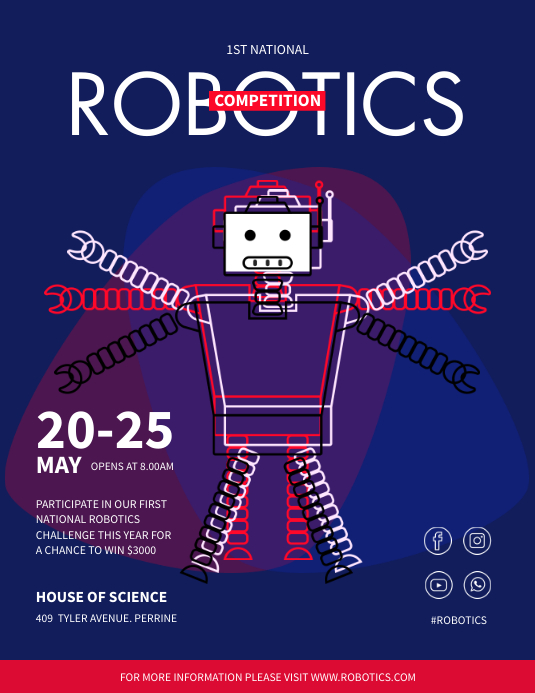 1ST NATIONAL
ROBOTICS
COMPETITION
20-25
MAY OPENS AT 8.00AM
PARTICIPATE IN OUR FIRST
NATIONAL ROBOTICS
CHALLENGE THIS YEAR FOR
A CHANCE TO WIN $3000
HOUSE OF SCIENCE
409 TYLER AVENUE. PERRINE
#ROBOTICS
FOR MORE INFORMATION PLEASE VISIT WWW.ROBOTICS.COM